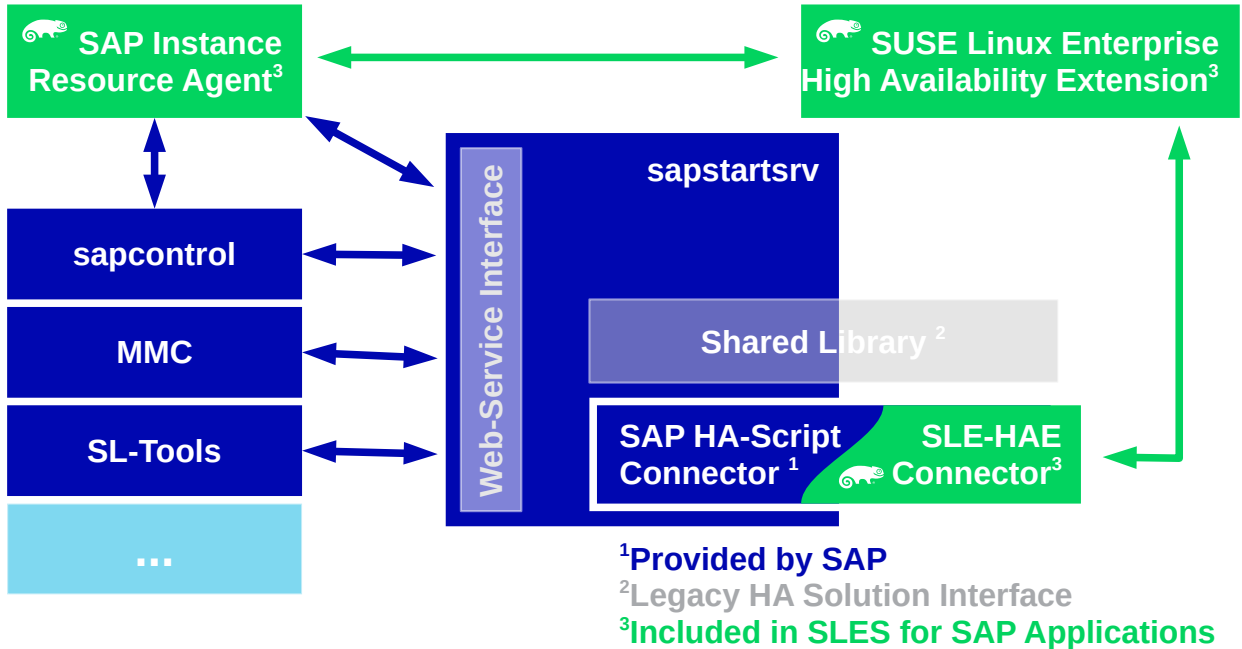 SAP Instance
Resource Agent³
SUSE Linux Enterprise
High Availability Extension³
sapstartsrv
Web-Service Interface
sapcontrol
MMC
SL-Tools
...
Shared Library ²
SAP HA-Script
Connector ¹
SLE-HAE
Connector³
¹Provided by SAP
²Legacy HA Solution Interface
³Included in SLES for SAP Applications